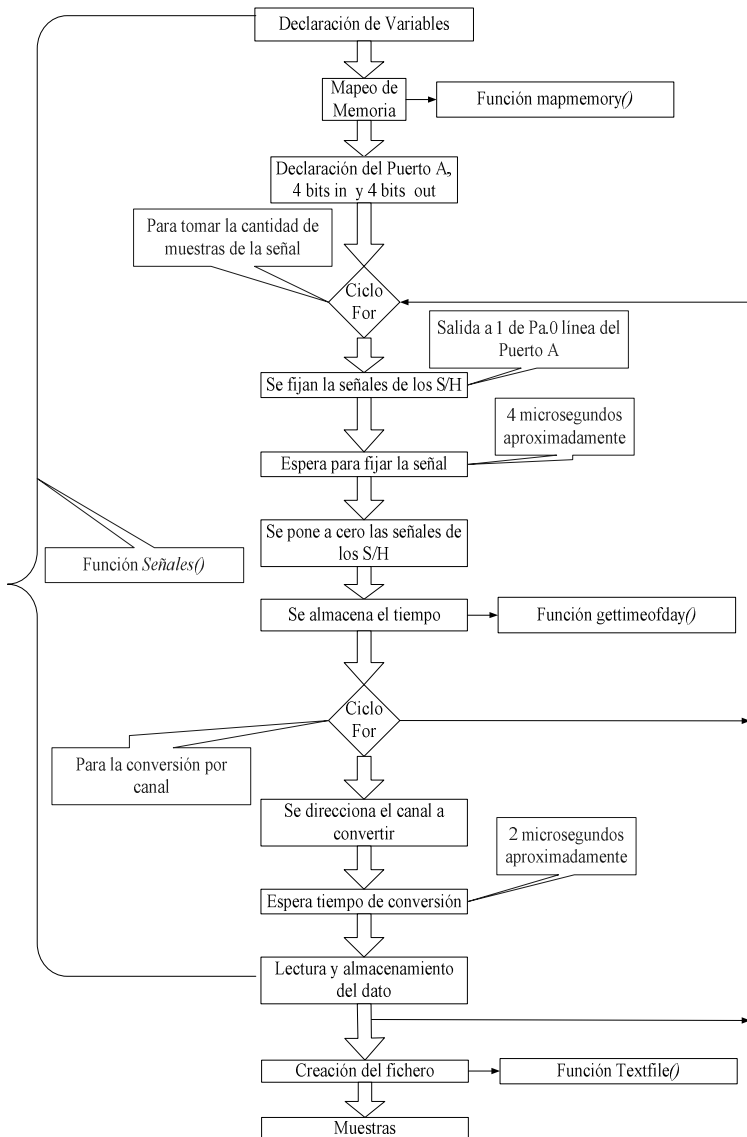 Declaración de Variables
Mapeo de
Memoria
Función mapmemory()
Declaración del Puerto A,
4 bits in y 4 bits out
Para tomar la cantidad de
muestras de la señal
Ciclo
For
Salida a 1 de Pa.0 línea del
Puerto A
Se fijan la señales de los S/H
4 microsegundos
aproximadamente
Espera para fijar la señal
Se pone a cero las señales de
los S/H
Función Señales()
Se almacena el tiempo
Función gettimeofday()
Ciclo
For
Para la conversión por
canal
Se direcciona el canal a
convertir
2 microsegundos
aproximadamente
Espera tiempo de conversión
Lectura y almacenamiento
del dato
Creación del fichero
Función Textfile()
Muestras